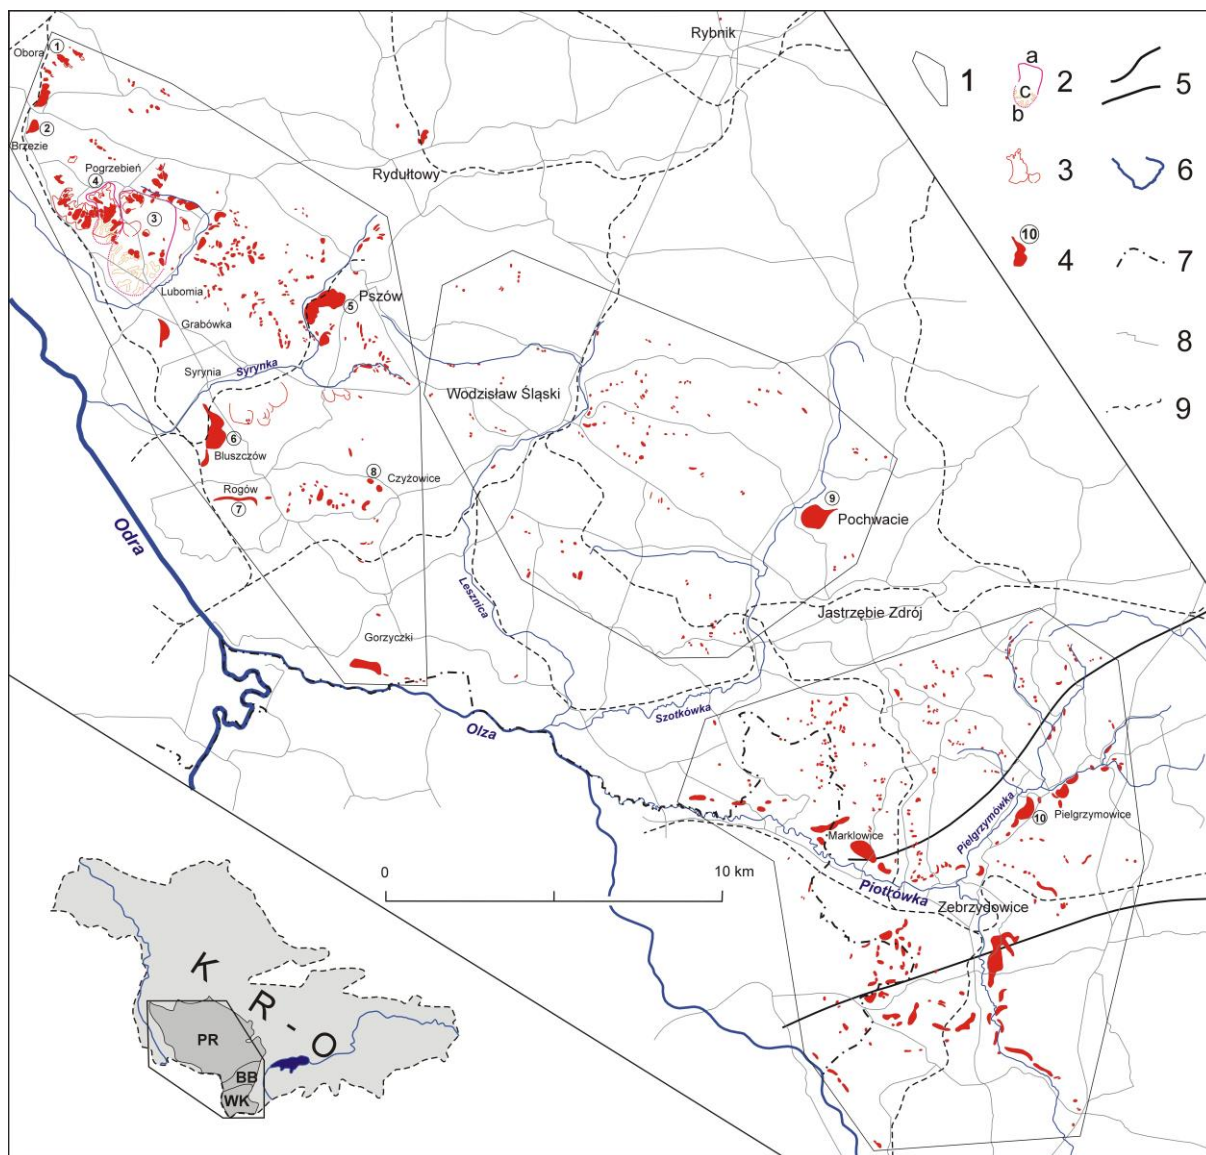 Rybnik
1
Obora
2
Brzezie
Pogrzebień
4
3
Rydułtowy
Lubomia
Pszów
5
Grabówka
Syrynia
Syrynka
Wodzisław Śląski
6
Bluszczów
Rogów
7
8
Czyżowice
9
Pochwacie
Odra
Lesznica
Jastrzębie Zdrój
Gorzyczki
Szotkówka
Olza
Pielgrzymówka
10
Pielgrzymowice
Marklowice
Piotrówka
Zebrzydowice
0 10 km
K
R - O
PR
BB
WK
1
a
c
b
2
5
3
6
10
4
7
8
9